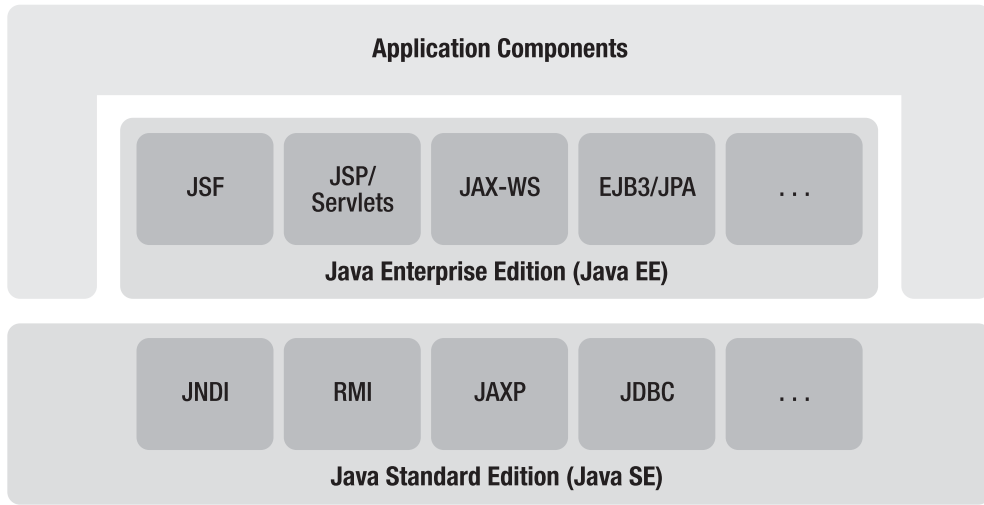 Application Components
JSF
JSP/
Servlets
JAX-WS
EJB3/JPA
. . .
Java Enterprise Edition (Java EE)
JNDI
RMI
JAXP
JDBC
. . .
Java Standard Edition (Java SE)